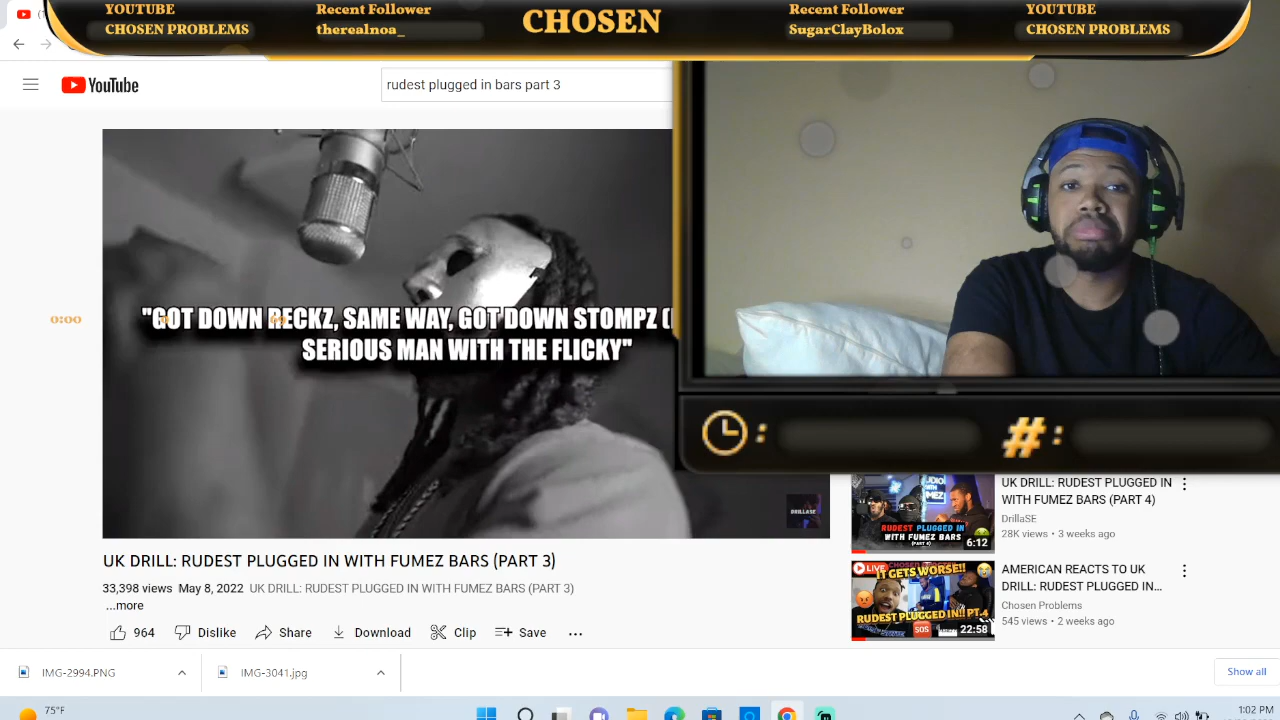 YOUTUBE
CHOSEN PROBLEMS
Recent Follower
therealnoa_
CHOSEN
Recent Follower
SugarClayBolox
YOUTUBE
CHOSEN PROBLEMS
YouTube
rudest plugged in bars part 3
0:00
"GOT DOWN RECKZ, SAME WAY, GOT DOWN STOMPZ
SERIOUS MAN WITH THE FLICKY"
DRILLASE
:
#:
UK DRILL: RUDEST PLUGGED IN WITH FUMEZ BARS (PART 3)
33,398 views May 8, 2022 UK DRILL: RUDEST PLUGGED IN WITH FUMEZ BARS (PART 3)
...more
964 Dislike Share Download Clip Save ...
RUDEST PLUGGED IN
WITH FUMEZ BARS
(PART 4)
6:12
UK DRILL: RUDEST PLUGGED IN
WITH FUMEZ BARS (PART 4)
DrillaSE
28K views • 3 weeks ago
LIVE
IT GETS WORSE!!
RUDEST PLUGGED IN!! PT.4
SOS
22:58
AMERICAN REACTS TO UK
DRILL: RUDEST PLUGGED IN...
Chosen Problems
545 views • 2 weeks ago
IMG-2994.PNG
IMG-3041.jpg
Show all
75°F
1:02 PM